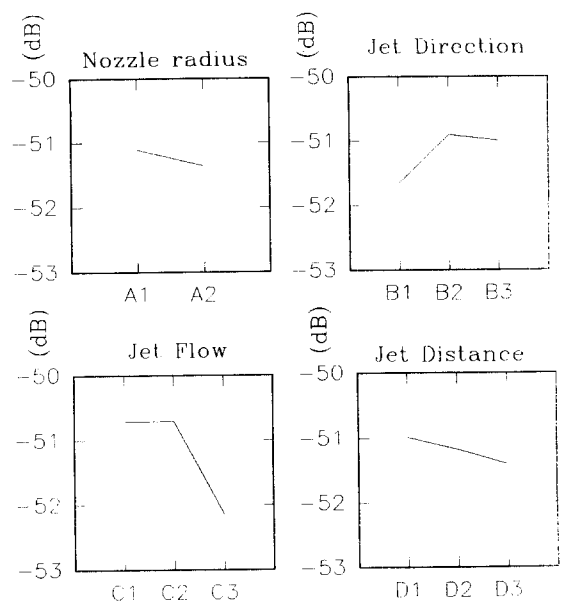 (dB)
Nozzle radius
-50
-51
-52
-53
A1 A2
(dB)
Jet Direction
-50
-51
-52
-53
B1 B2 B3
(dB)
Jet Flow
-50
-51
-52
-53
C1 C2 C3
(dB)
Jet Distance
-50
-51
-52
-53
D1 D2 D3